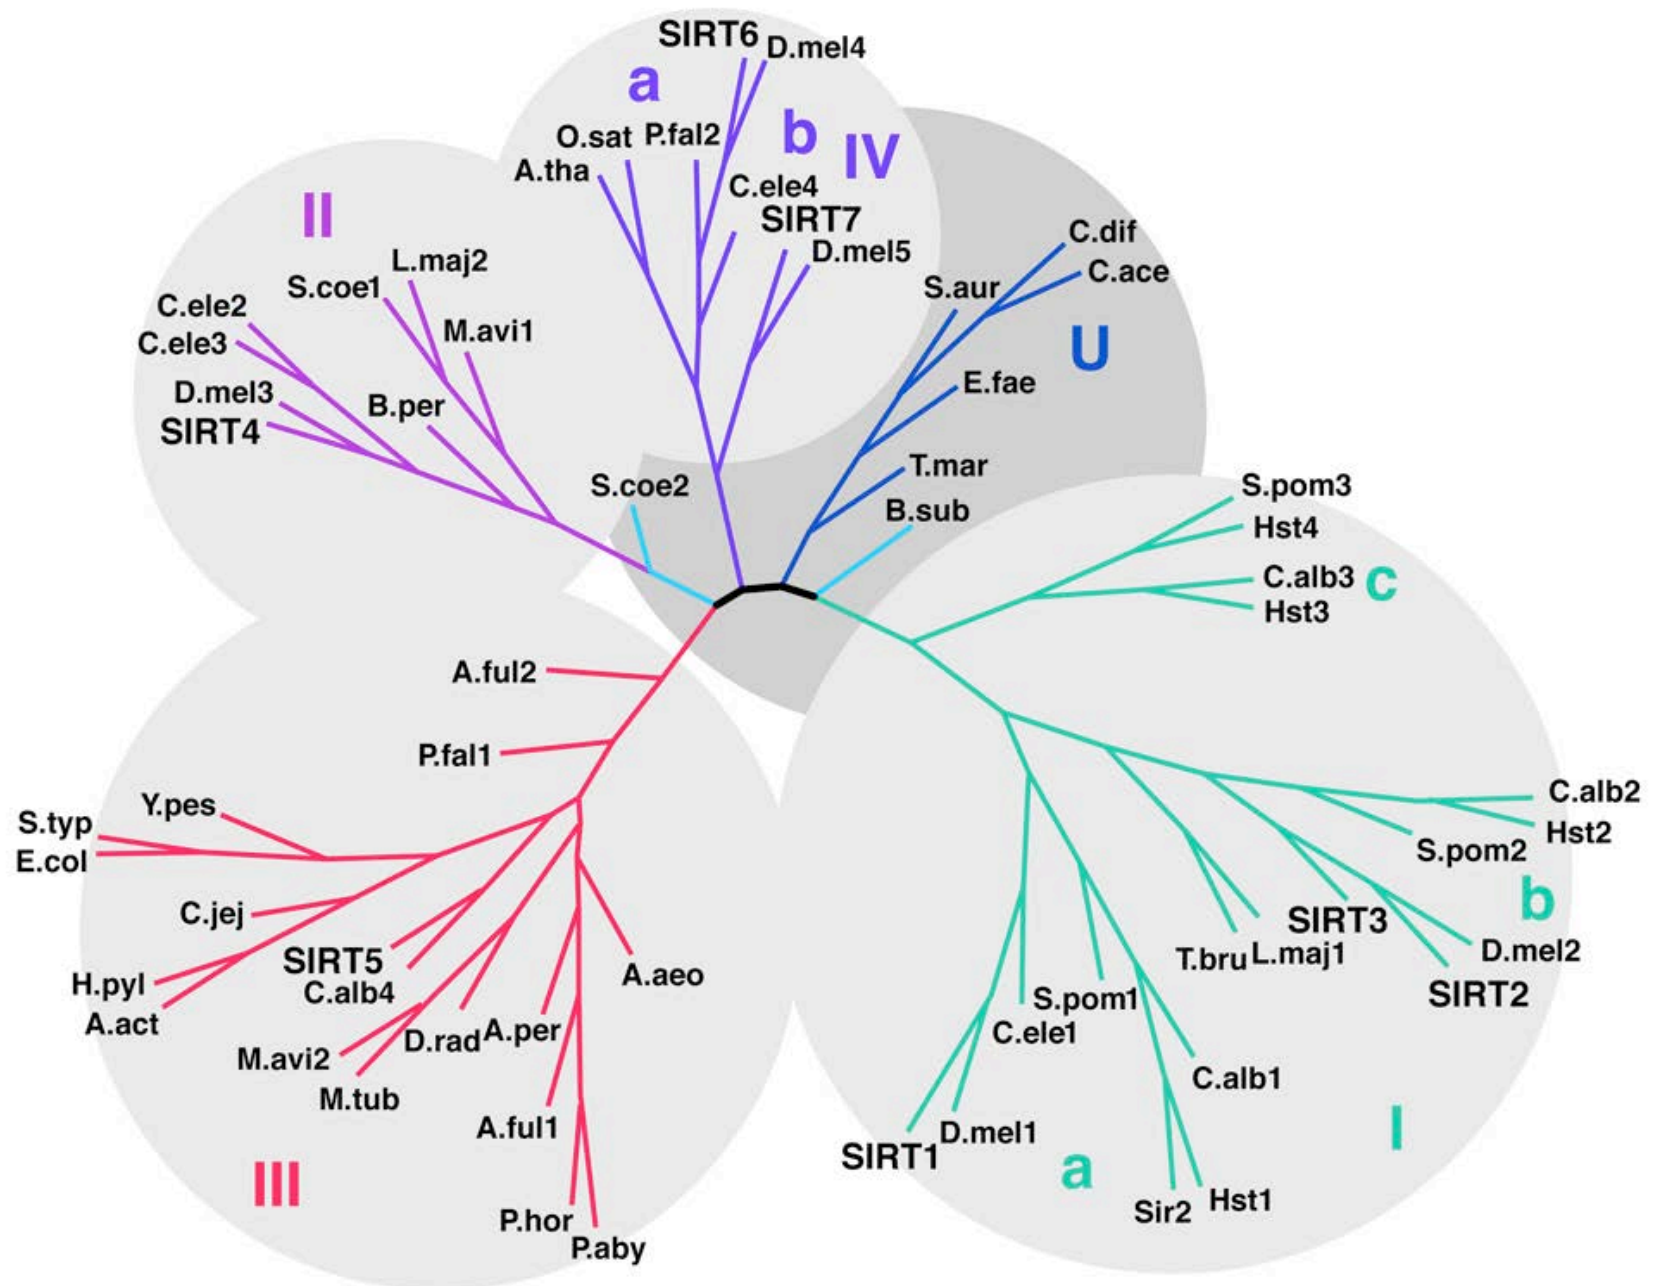 SIRT6
D.mel4
a
O.sat
P.fal2
b
IV
A.tha
C.ele4
SIRT7
D.mel5
II
L.maj2
S.coe1
C.ele2
M.avi1
C.ele3
D.mel3
B.per
SIRT4
S.coe2
C.dif
C.ace
S.aur
U
E.fae
T.mar
B.sub
S.pom3
Hst4
C.alb3
c
Hst3
A.ful2
P.fal1
Y.pes
S.typ
E.col
C.jej
SIRT5
C.alb4
H.pyl
A.act
A.aeo
D.rad
A.per
M.avi2
M.tub
A.ful1
III
P.hor
P.aby
C.alb2
Hst2
S.pom2
b
SIRT3
D.mel2
T.bru
L.maj1
SIRT2
S.pom1
C.ele1
C.alb1
D.mel1
SIRT1
a
I
Sir2
Hst1